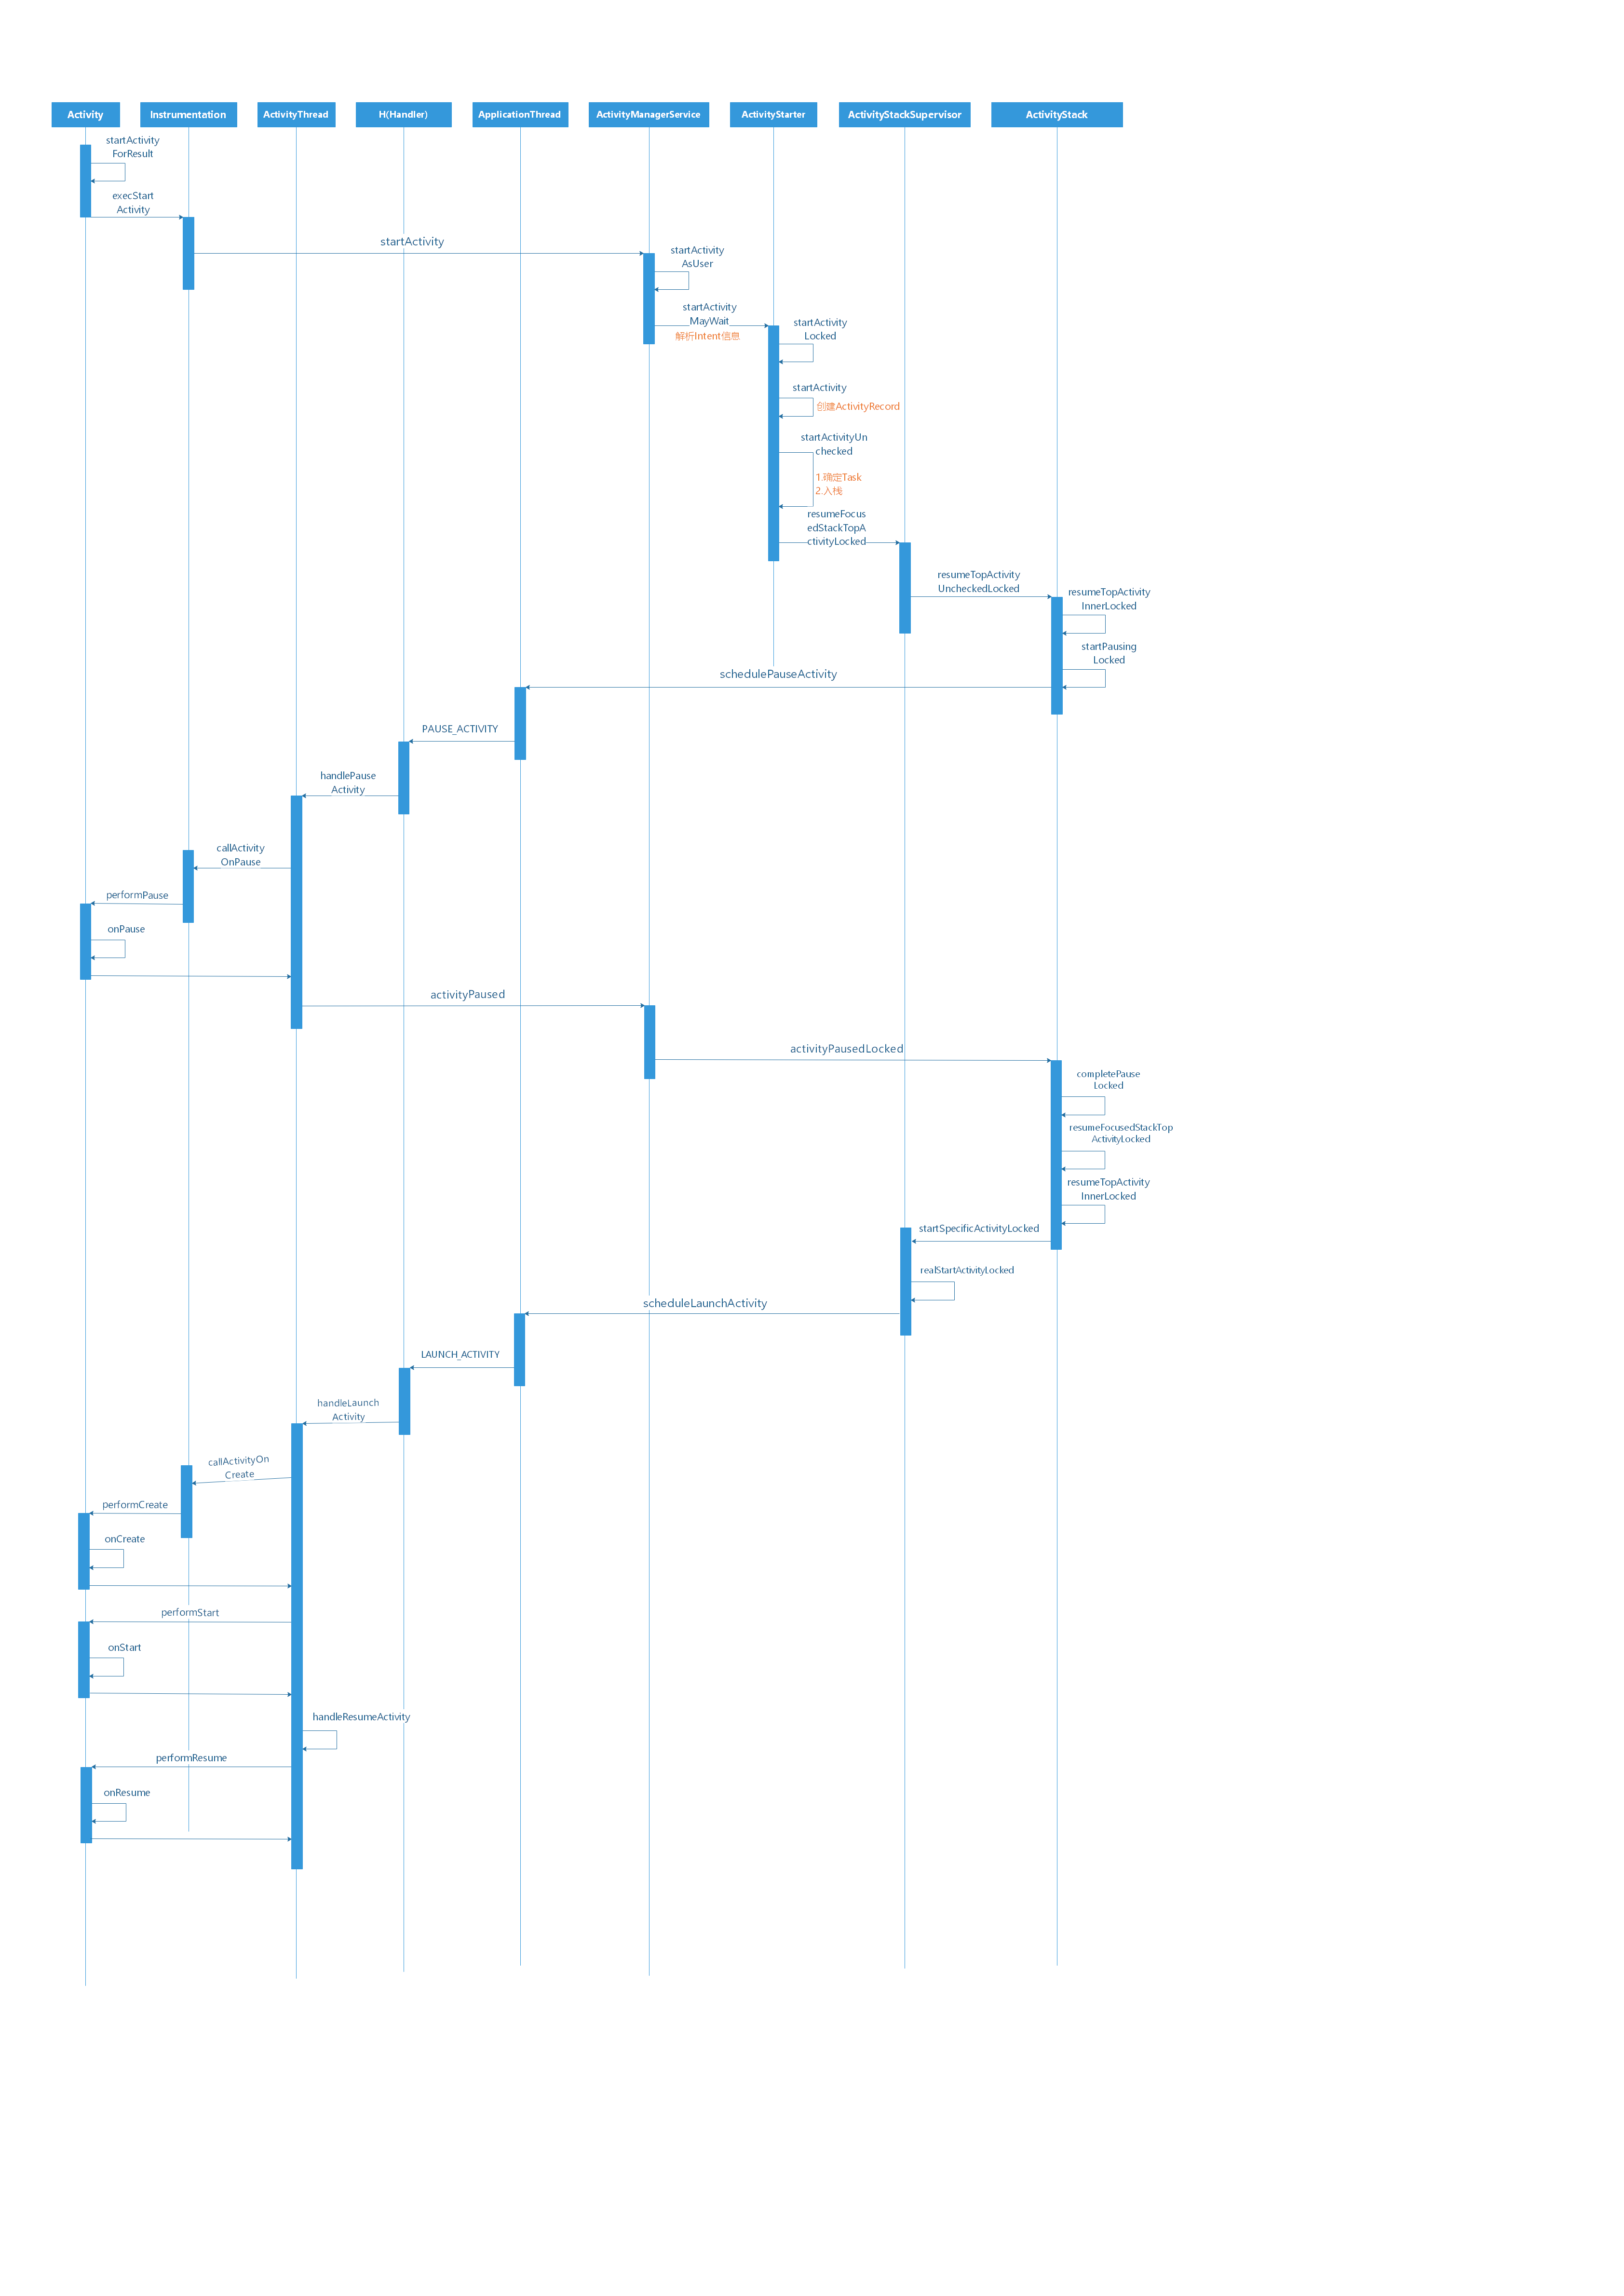 Activity
Instrumentation
ActivityThread
H(Handler)
ApplicationThread
ActivityManagerService
ActivityStarter
ActivityStackSupervisor
ActivityStack
startActivity
ForResult
execStart
Activity
startActivity
startActivity
AsUser
startActivity
MayWait
解析Intent信息
startActivity
Locked
startActivity
创建ActivityRecord
startActivityUn
checked
1.确定Task
2.入栈
resumeFocus
edStackTopA
ctivityLocked
resumeTopActivity
UncheckedLocked
resumeTopActivity
InnerLocked
startPausing
Locked
schedulePauseActivity
PAUSE_ACTIVITY
handlePause
Activity
callActivity
OnPause
performPause
onPause
activityPaused
activityPausedLocked
completePause
Locked
resumeFocusedStackTop
ActivityLocked
resumeTopActivity
InnerLocked
startSpecificActivityLocked
realStartActivityLocked
scheduleLaunchActivity
LAUNCH_ACTIVITY
handleLaunch
Activity
callActivityOn
Create
performCreate
onCreate
performStart
onStart
handleResumeActivity
performResume
onResume